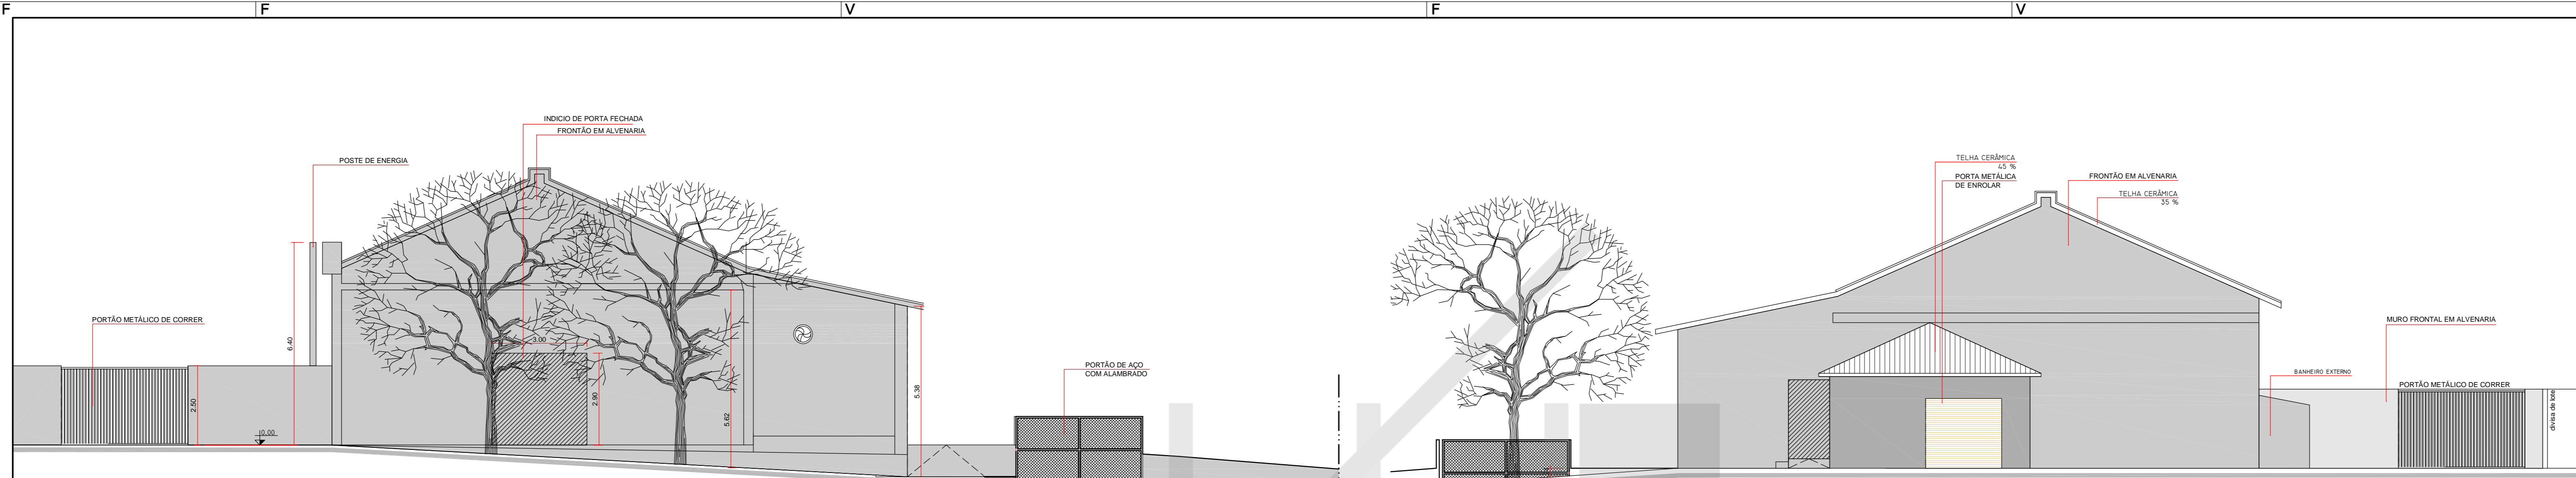 F
F
V
F
V
INDICIO DE PORTA FECHADA
FRONTÃO EM ALVENARIA
POSTE DE ENERGIA
PORTÃO METÁLICO DE CORRER
6.40
2.50
0.00
3.00
2.90
5.62
5.38
PORTÃO DE AÇO
COM ALAMBRADO
TELHA CERÂMICA
45 %
PORTA METÁLICA
DE ENROLAR
FRONTÃO EM ALVENARIA
TELHA CERÂMICA
35 %
MURO FRONTAL EM ALVENARIA
BANHEIRO EXTERNO
PORTÃO METÁLICO DE CORRER
divisa de lote